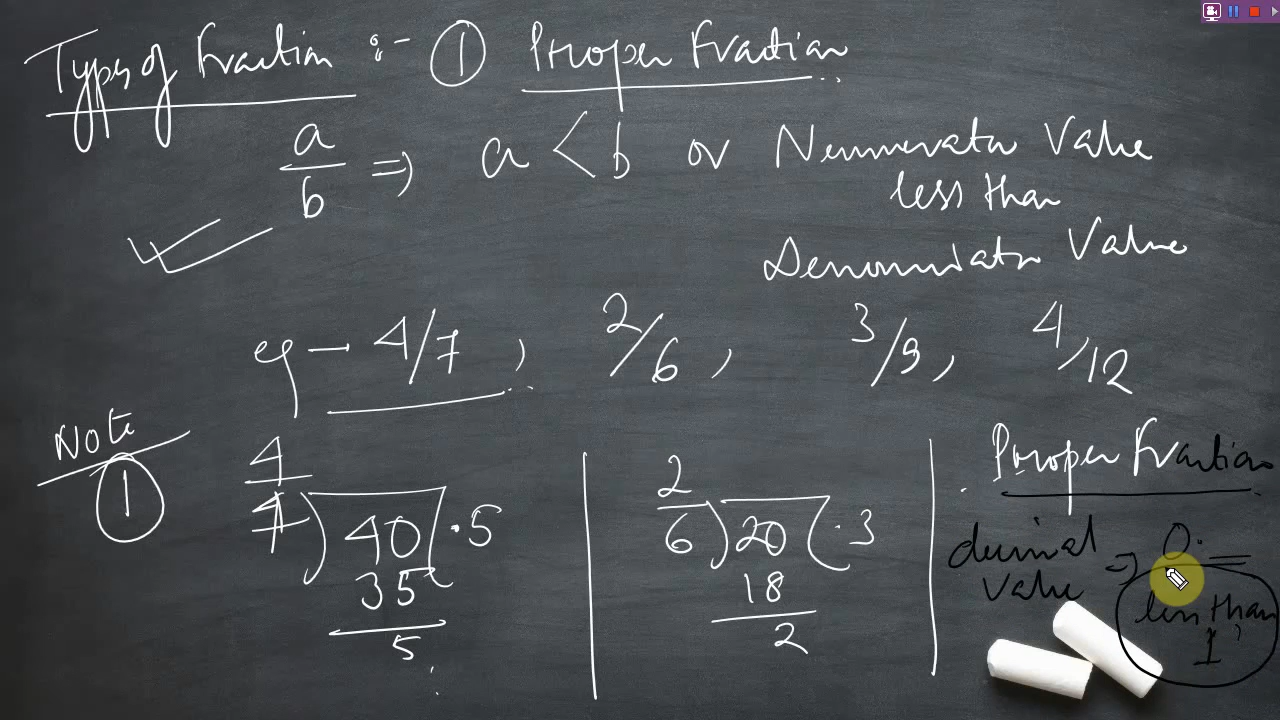 Types of Fraction :- ① Proper Fraction
a/b ⇒ a < b or Nenumerator Value
less than
Denominator Value
eg - 4/7, 2/6, 3/9, 4/12
Note
①
4
7) 40 ( .5
35
5
2
6) 20 ( .3
18
2
Proper Fraction
decimal value ⇒ 0.
less than
1